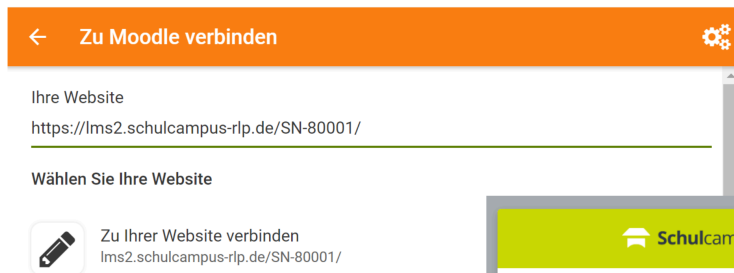 Zu Moodle verbinden
Ihre Website
https://lms2.schulcampus-rlp.de/SN-80001/
Wählen Sie Ihre Website
Zu Ihrer Website verbinden
lms2.schulcampus-rlp.de/SN-80001/
Schulcam